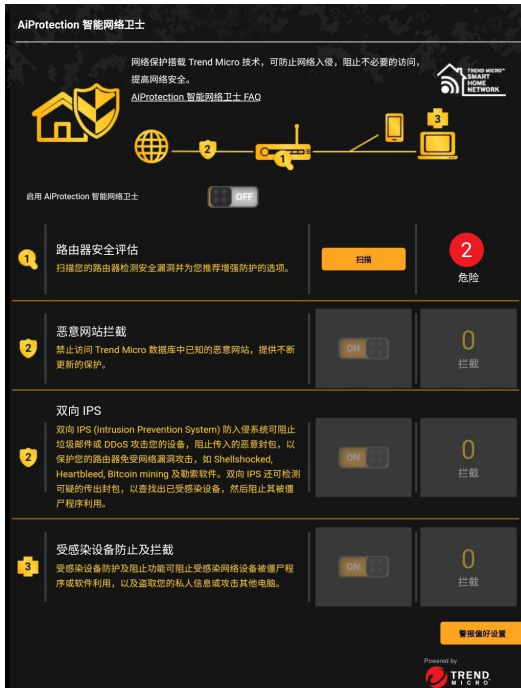 AiProtection 智能网络卫士
网络保护搭载 Trend Micro 技术，可防止网络入侵，阻止不必要的访问，
提高网络安全。
AiProtection 智能网络卫士 FAQ
TREND MICRO™
SMART
HOME
NETWORK
3
2
1
启用 AiProtection 智能网络卫士
OFF
1
路由器安全评估
扫描您的路由器检测安全漏洞并为您推荐增强防护的选项。
扫描
2
危险
2
恶意网站拦截
禁止访问 Trend Micro 数据库中已知的恶意网站，提供不断
更新的保护。
ON
0
拦截
2
双向 IPS
双向 IPS (Intrusion Prevention System) 防入侵系统可阻止
垃圾邮件或 DDoS 攻击您的设备，阻止传入的恶意封包，以
保护您的路由器免受网络漏洞攻击，如 Shellshocked,
Heartbleed, Bitcoin mining 及勒索软件。双向 IPS 还可检测
可疑的传出封包，以查找出已受感染设备，然后阻止其被僵
尸程序利用。
ON
0
拦截
3
受感染设备防止及拦截
受感染设备防护及阻止功能可阻止受感染网络设备被僵尸程
序或软件利用，以及盗取您的私人信息或攻击其他电脑。
ON
0
拦截
警报偏好设置
Powered by
TREND
MICRO